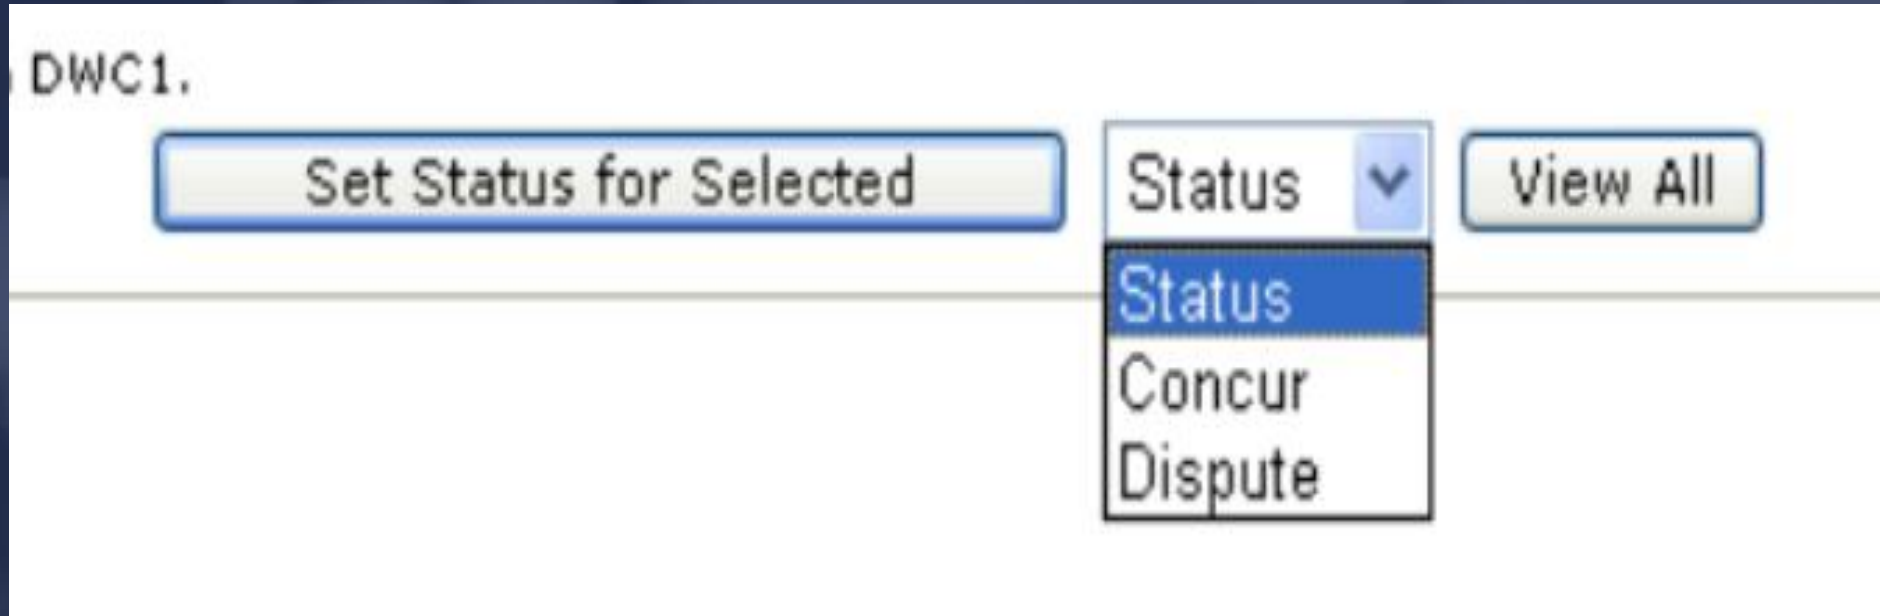 DWC1.
Set Status for Selected Status View All
Status
Concur
Dispute